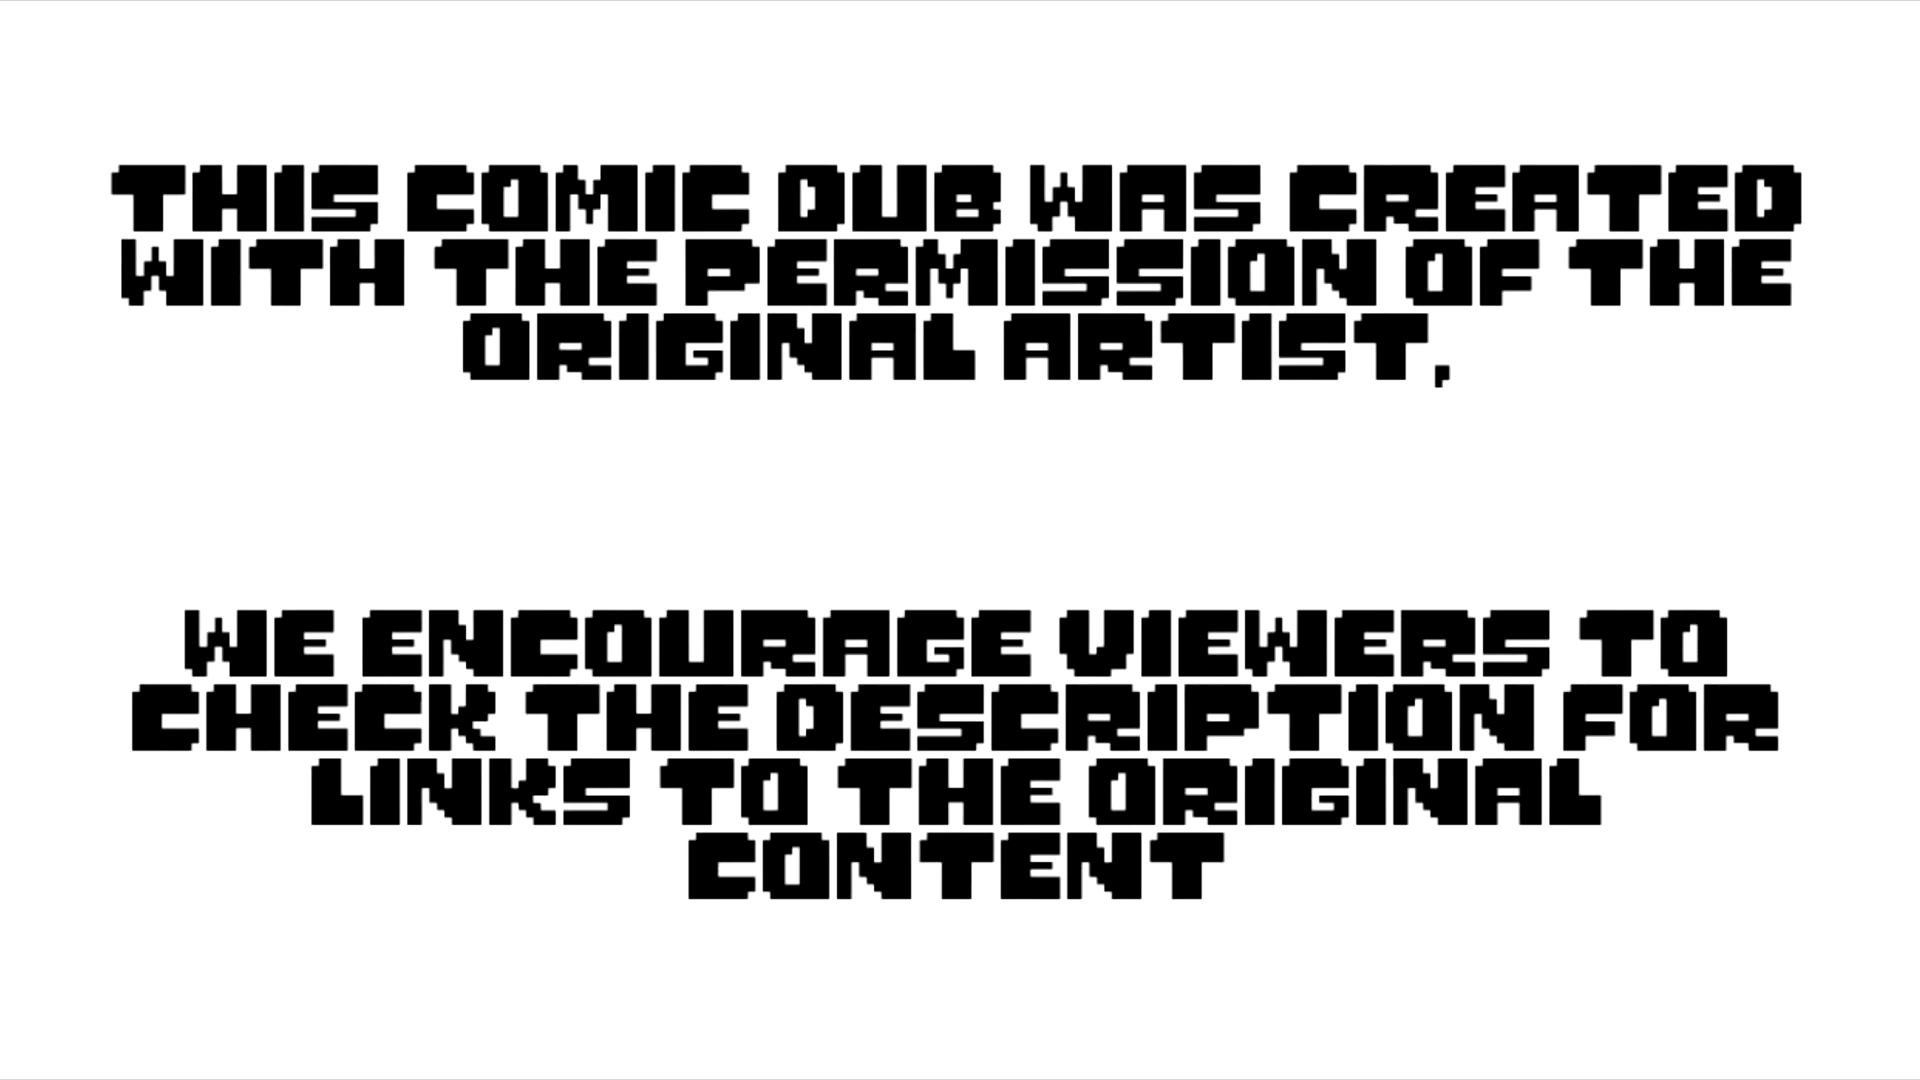 THIS COMIC DUB WAS CREATED
WITH THE PERMISSION OF THE
ORIGINAL ARTIST,
WE ENCOURAGE VIEWERS TO
CHECK THE DESCRIPTION FOR
LINKS TO THE ORIGINAL
CONTENT